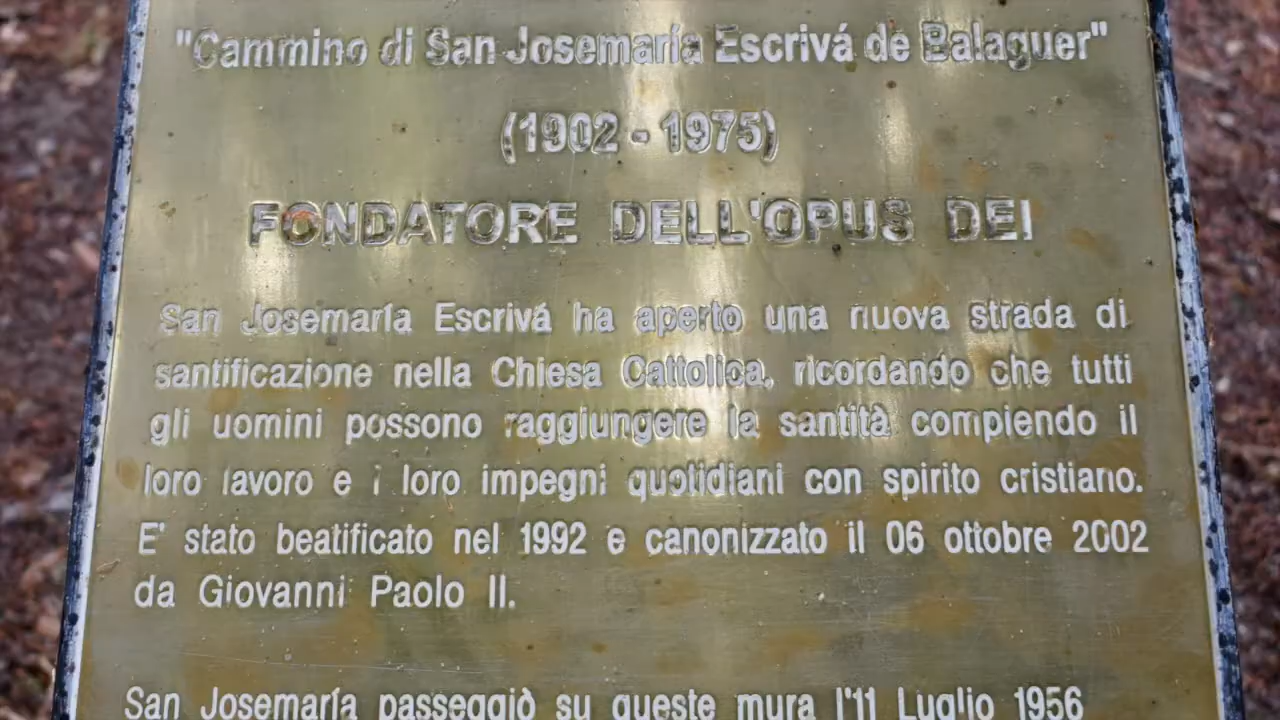 "Cammino di San Josemaría Escrivá de Balaguer"
(1902 - 1975)
FONDATORE DELL'OPUS DEI
San Josemaría Escrivá ha aperto una nuova strada di
santificazione nella Chiesa Cattolica, ricordando che tutti
gli uomini possono raggiungere la santità compiendo il
loro lavoro e i loro impegni quotidiani con spirito cristiano.
E' stato beatificato nel 1992 e canonizzato il 06 ottobre 2002
da Giovanni Paolo II.
San Josemaría passeggiò su queste mura l'11 Luglio 1956